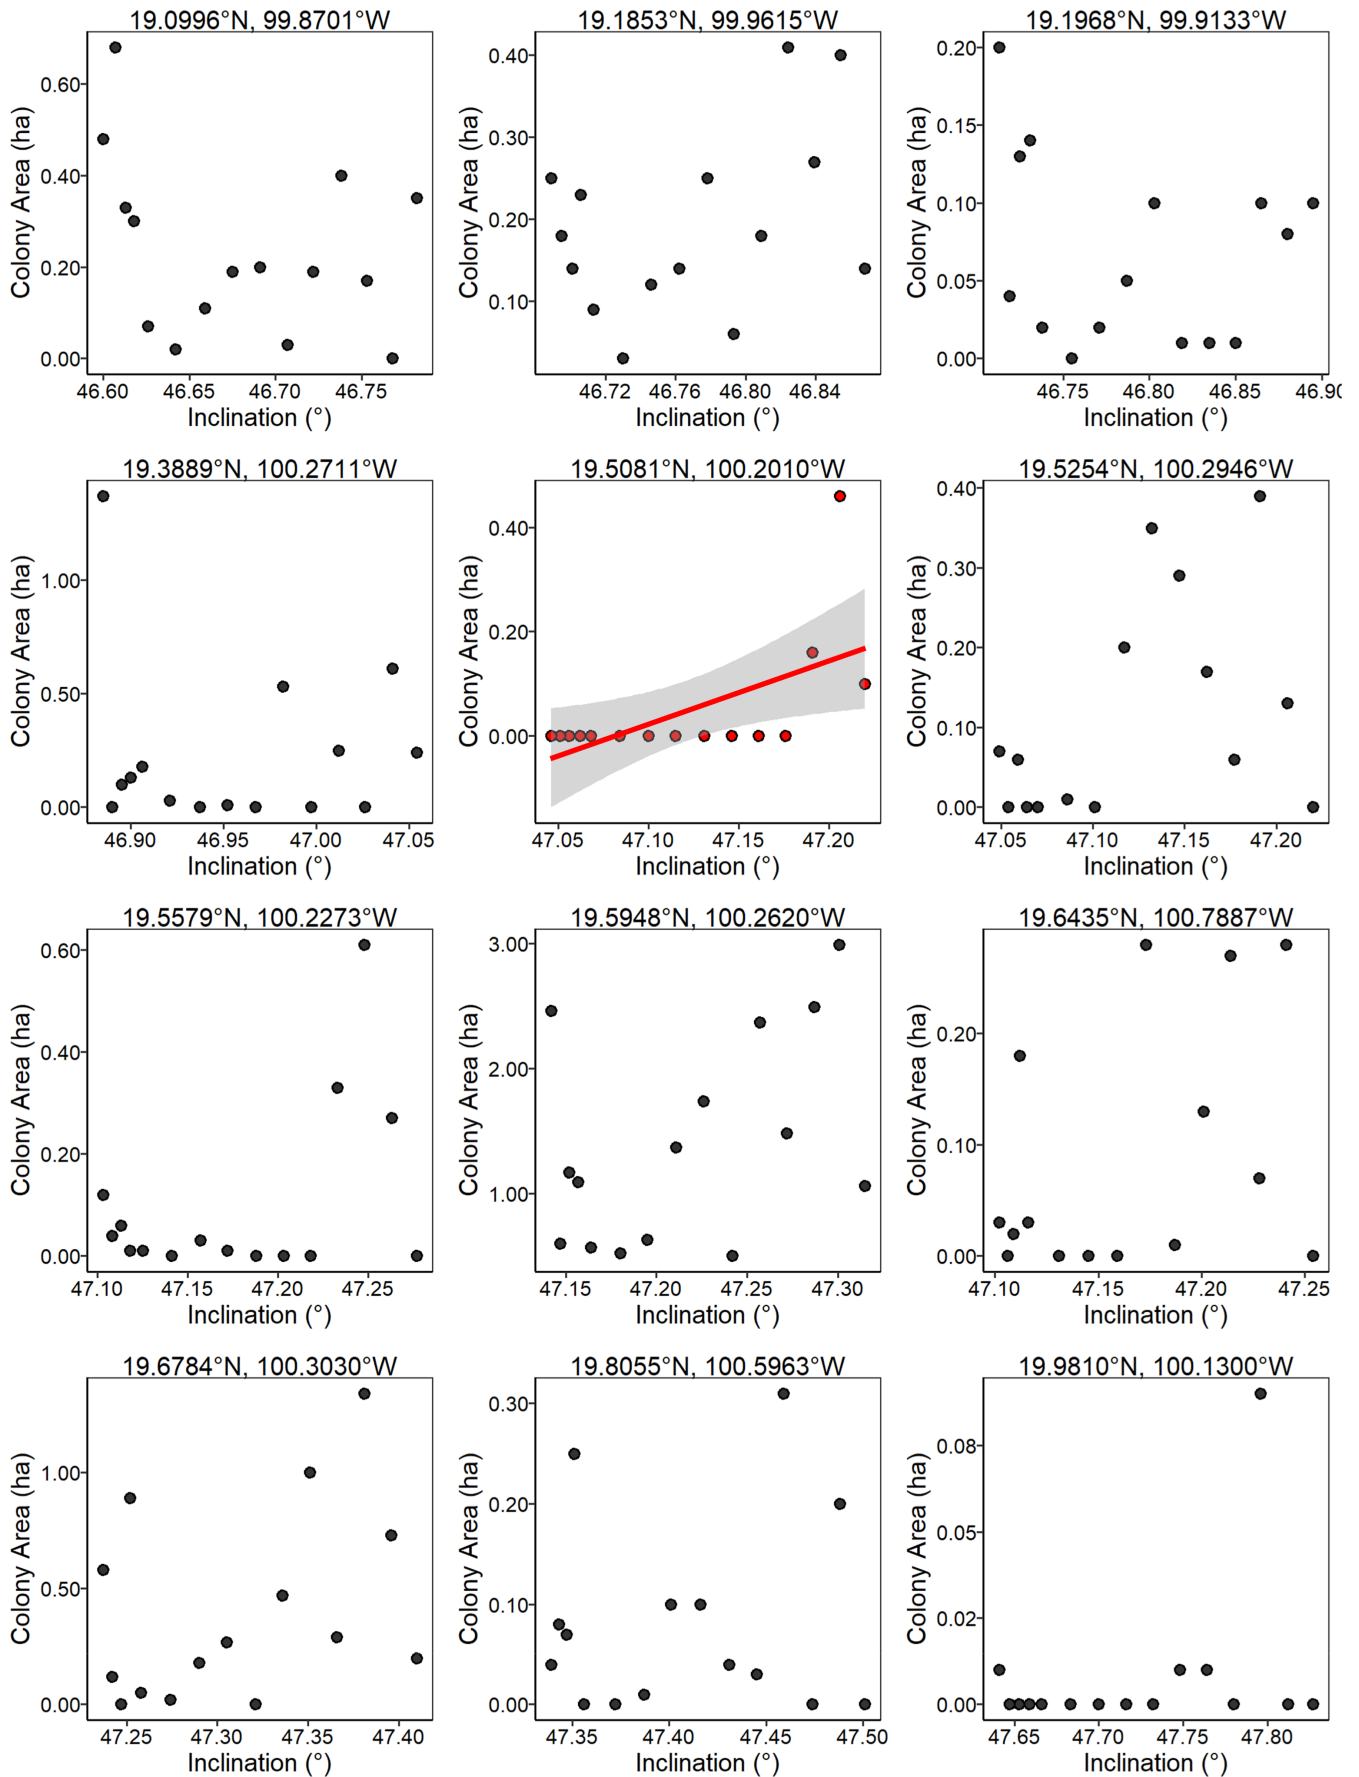 19.0996°N, 99.8701°W
Colony Area (ha)
0.60
0.40
0.20
0.00
46.60 46.65 46.70 46.75
Inclination (°)
19.1853°N, 99.9615°W
Colony Area (ha)
0.40
0.30
0.20
0.10
46.72 46.76 46.80 46.84
Inclination (°)
19.1968°N, 99.9133°W
Colony Area (ha)
0.20
0.15
0.10
0.05
0.00
46.75 46.80 46.85 46.90
Inclination (°)
19.3889°N, 100.2711°W
Colony Area (ha)
1.00
0.50
0.00
46.90 46.95 47.00 47.05
Inclination (°)
19.5081°N, 100.2010°W
Colony Area (ha)
0.40
0.20
0.00
47.05 47.10 47.15 47.20
Inclination (°)
19.5254°N, 100.2946°W
Colony Area (ha)
0.40
0.30
0.20
0.10
0.00
47.05 47.10 47.15 47.20
Inclination (°)
19.5579°N, 100.2273°W
Colony Area (ha)
0.60
0.40
0.20
0.00
47.10 47.15 47.20 47.25
Inclination (°)
19.5948°N, 100.2620°W
Colony Area (ha)
3.00
2.00
1.00
47.15 47.20 47.25 47.30
Inclination (°)
19.6435°N, 100.7887°W
Colony Area (ha)
0.20
0.10
0.00
47.10 47.15 47.20 47.25
Inclination (°)
19.6784°N, 100.3030°W
Colony Area (ha)
1.00
0.50
0.00
47.25 47.30 47.35 47.40
Inclination (°)
19.8055°N, 100.5963°W
Colony Area (ha)
0.30
0.20
0.10
0.00
47.35 47.40 47.45 47.50
Inclination (°)
19.9810°N, 100.1300°W
Colony Area (ha)
0.08
0.05
0.02
0.00
47.65 47.70 47.75 47.80
Inclination (°)